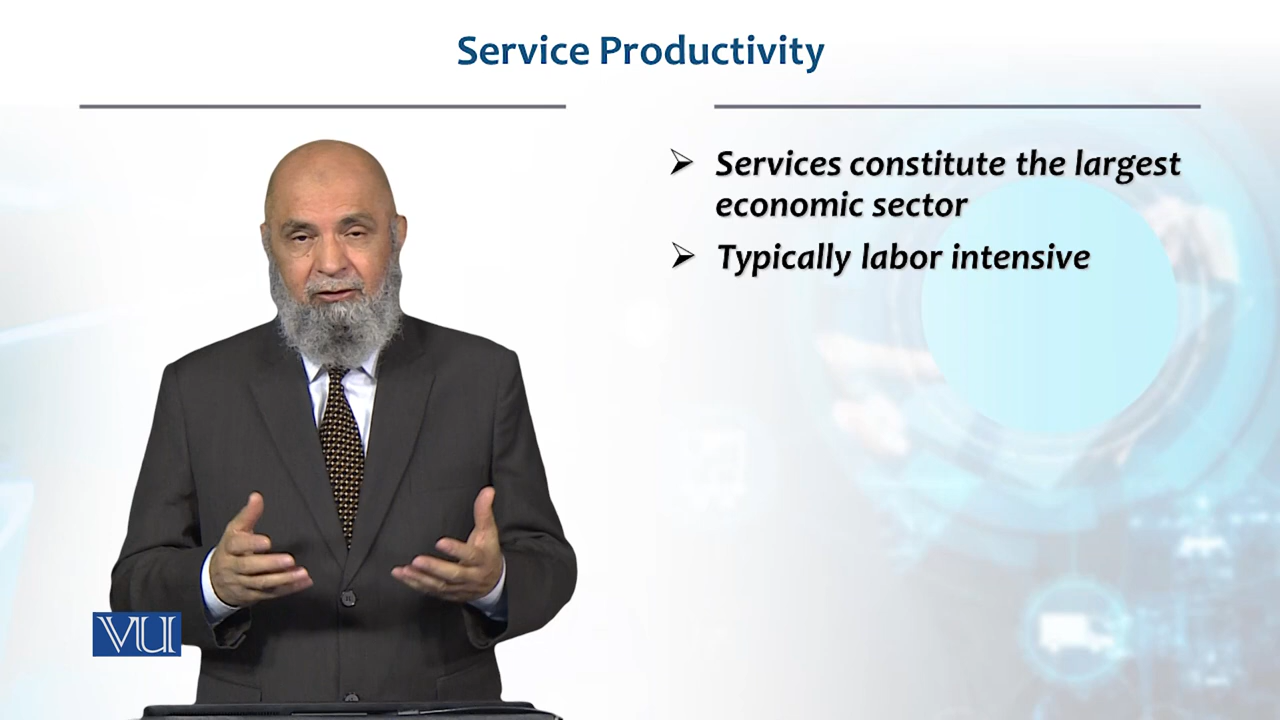 Service Productivity
➢ Services constitute the largest
economic sector
➢ Typically labor intensive
VU